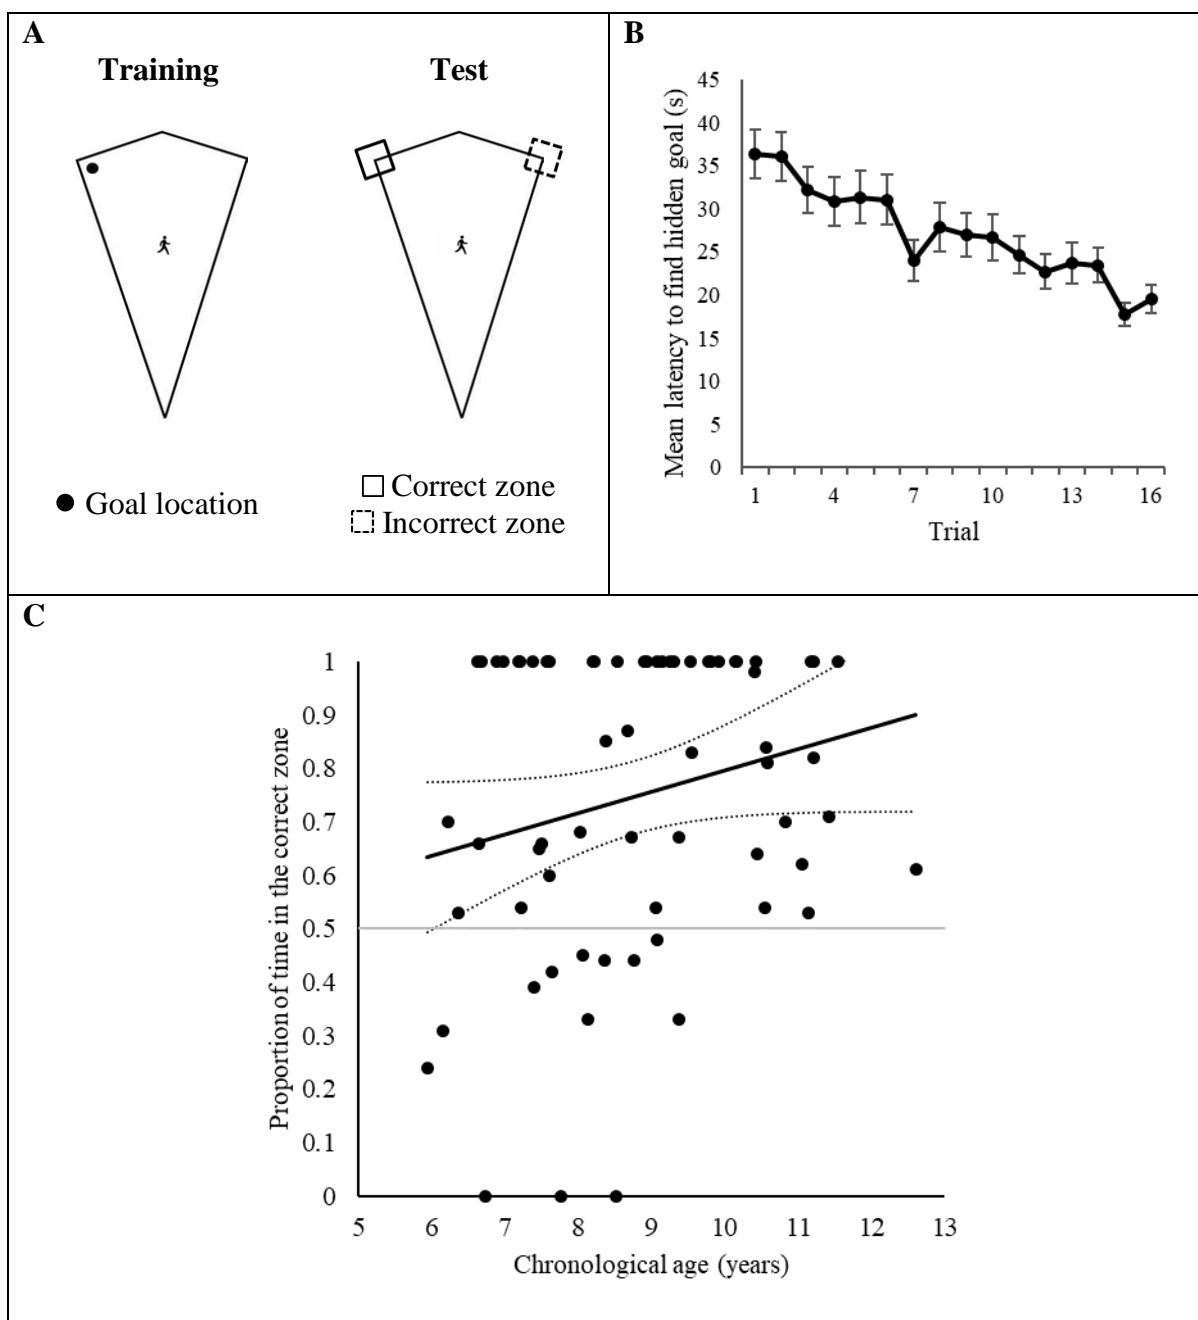 A
Training Test
Goal location
Correct zone
Incorrect zone
B
Mean latency to find hidden goal (s)
45
40
35
30
25
20
15
10
5
0
1 4 7 10 13 16
Trial
C
Proportion of time in the correct zone
1
0.9
0.8
0.7
0.6
0.5
0.4
0.3
0.2
0.1
0
5 6 7 8 9 10 11 12 13
Chronological age (years)